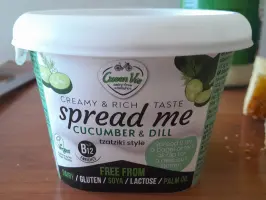 Green Vie
CREAMY & RICH TASTE
spread me
CUCUMBER & DILL
tzatziki style
B12
FREE FROM
DAIRY / GLUTEN / SOYA / LACTOSE / PALM OIL